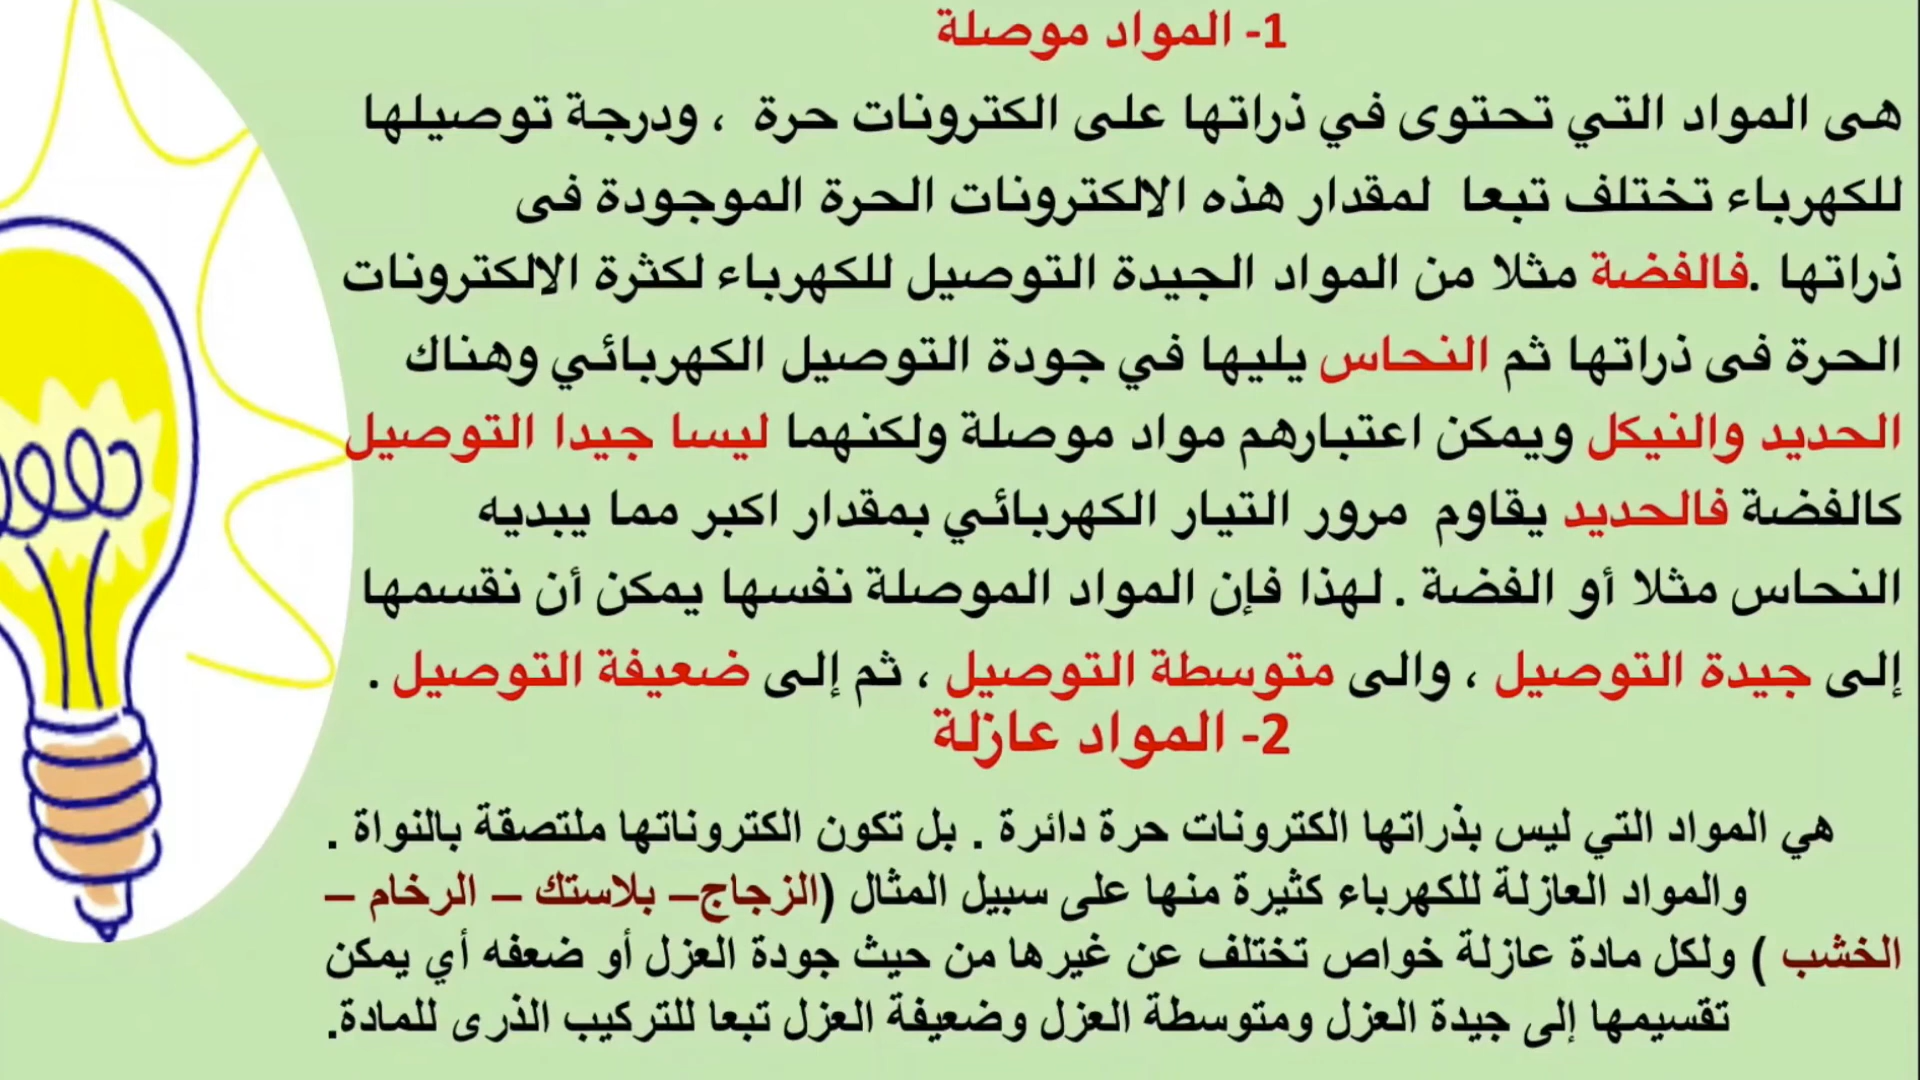 1- المواد موصلة
هى المواد التي تحتوى في ذراتها على الكترونات حرة ، ودرجة توصيلها
للكهرباء تختلف تبعا لمقدار هذه الالكترونات الحرة الموجودة فى
ذراتها .فالفضة مثلا من المواد الجيدة التوصيل للكهرباء لكثرة الالكترونات
الحرة فى ذراتها ثم النحاس يليها في جودة التوصيل الكهربائي وهناك
الحديد والنيكل ويمكن اعتبارهم مواد موصلة ولكنهما ليسا جيدا التوصيل
كالفضة فالحديد يقاوم مرور التيار الكهربائي بمقدار اكبر مما يبديه
النحاس مثلا أو الفضة . لهذا فإن المواد الموصلة نفسها يمكن أن نقسمها
إلى جيدة التوصيل ، والى متوسطة التوصيل ، ثم إلى ضعيفة التوصيل .
2- المواد عازلة
هي المواد التي ليس بذراتها الكترونات حرة دائرة . بل تكون الكتروناتها ملتصقة بالنواة .
والمواد العازلة للكهرباء كثيرة منها على سبيل المثال (الزجاج– بلاستك – الرخام –
الخشب ) ولكل مادة عازلة خواص تختلف عن غيرها من حيث جودة العزل أو ضعفه أي يمكن
تقسيمها إلى جيدة العزل ومتوسطة العزل وضعيفة العزل تبعا للتركيب الذرى للمادة.